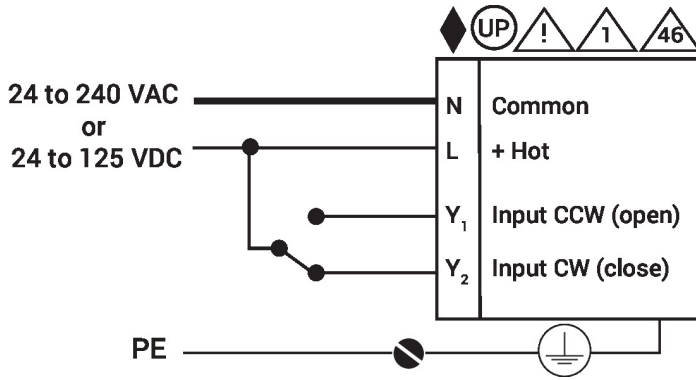 UP ! 1 46
24 to 240 VAC
or
24 to 125 VDC
N Common
L + Hot
Y1 Input CCW (open)
Y2 Input CW (close)
PE